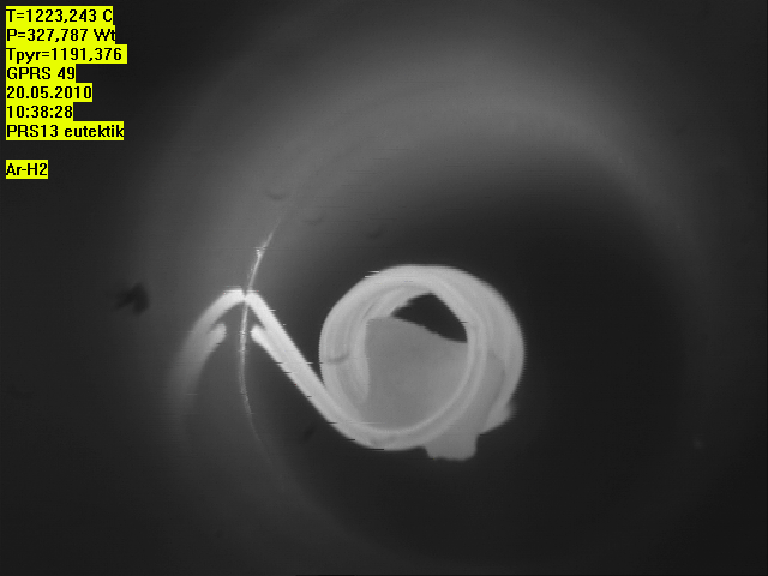 T=1223,243 C
P=327,787 Wt
Tpyr=1191,376
GPRS 49
20.05.2010
10:38:28
PRS13 eutektik
Ar-H2